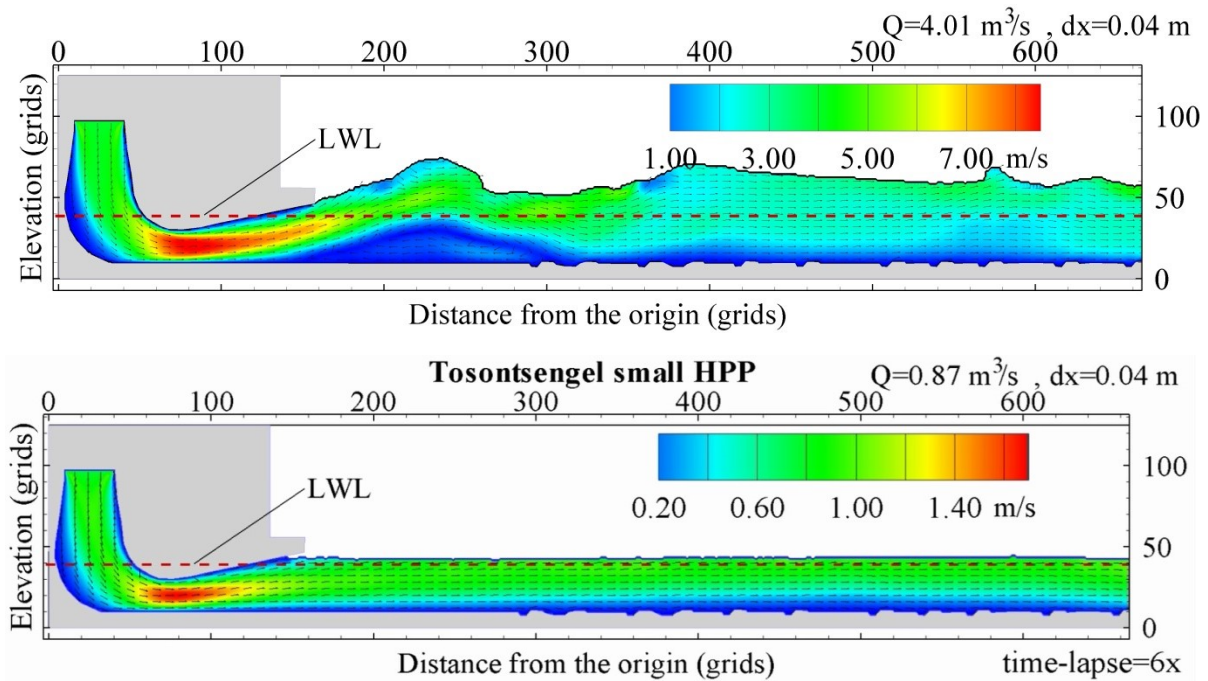 Q=4.01 m³/s , dx=0.04 m
0 100 200 300 400 500 600
Elevation (grids)
LWL
1.00 3.00 5.00 7.00 m/s
100
50
0
Distance from the origin (grids)
Tosontsengel small HPP
Q=0.87 m³/s , dx=0.04 m
0 100 200 300 400 500 600
Elevation (grids)
LWL
0.20 0.60 1.00 1.40 m/s
100
50
0
Distance from the origin (grids)
time-lapse=6x